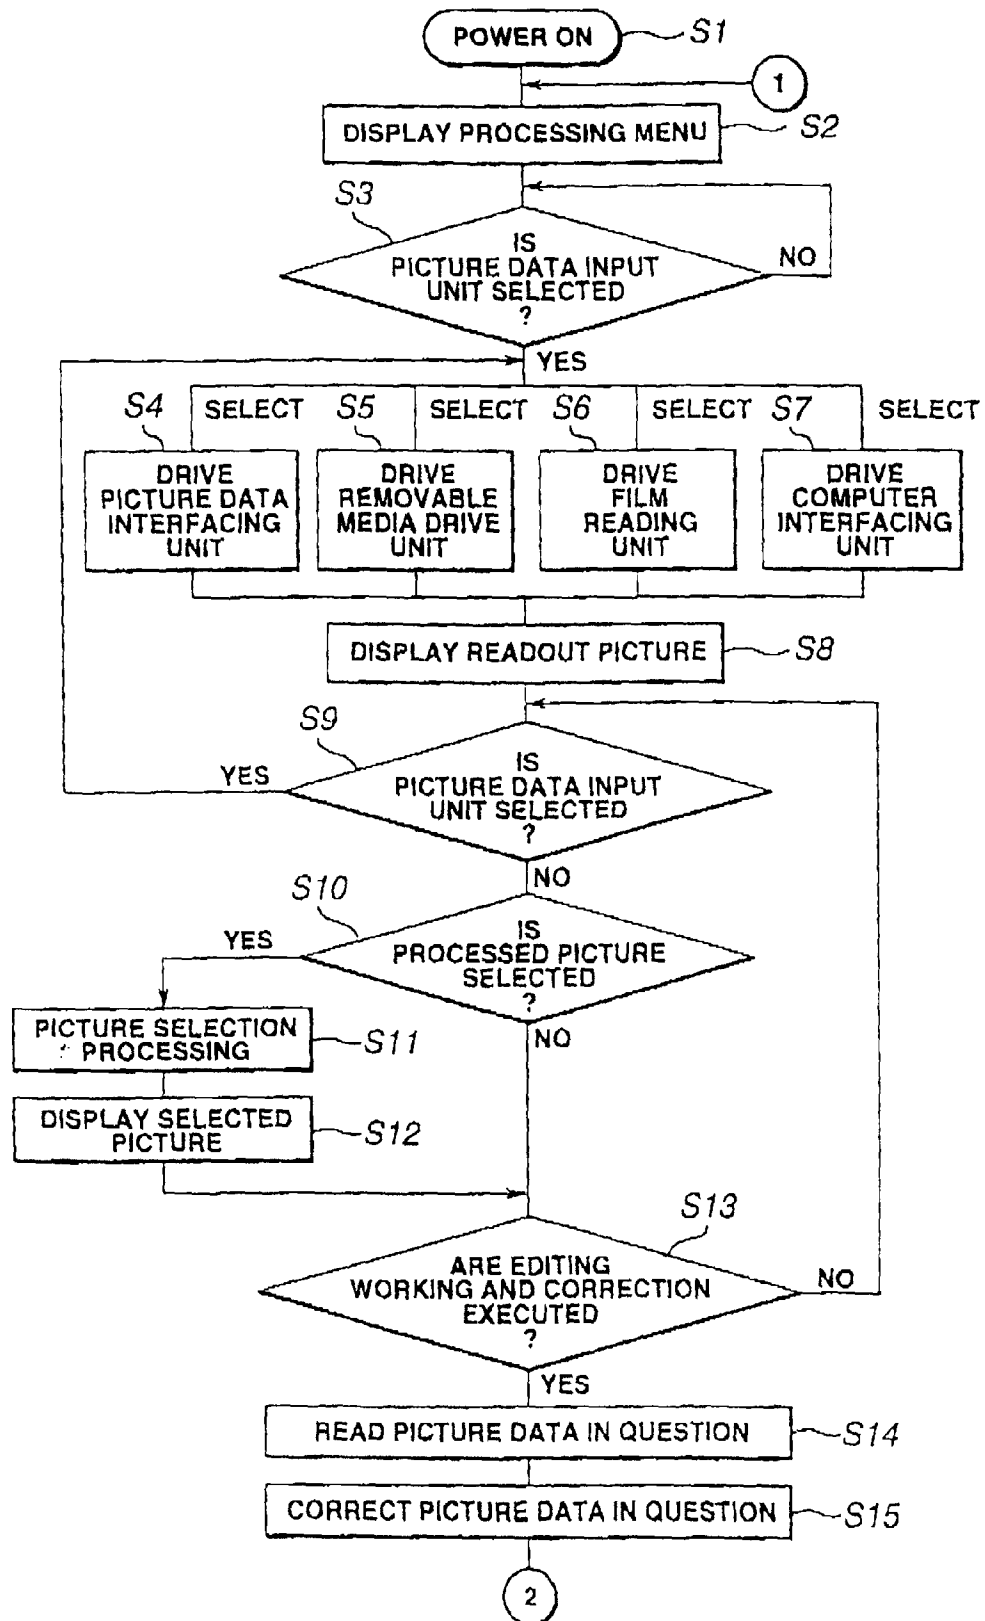 POWER ON
S1
1
DISPLAY PROCESSING MENU
S2
S3
IS
PICTURE DATA INPUT
UNIT SELECTED
?
NO
YES
S4
SELECT
S5
SELECT
S6
SELECT
S7
SELECT
DRIVE
PICTURE DATA
INTERFACING
UNIT
DRIVE
REMOVABLE
MEDIA DRIVE
UNIT
DRIVE
FILM
READING
UNIT
DRIVE
COMPUTER
INTERFACING
UNIT
DISPLAY READOUT PICTURE
S8
S9
YES
IS
PICTURE DATA INPUT
UNIT SELECTED
?
NO
S10
YES
IS
PROCESSED PICTURE
SELECTED
?
NO
PICTURE SELECTION
PROCESSING
S11
DISPLAY SELECTED
PICTURE
S12
S13
ARE EDITING
WORKING AND CORRECTION
EXECUTED
?
NO
YES
READ PICTURE DATA IN QUESTION
S14
CORRECT PICTURE DATA IN QUESTION
S15
2